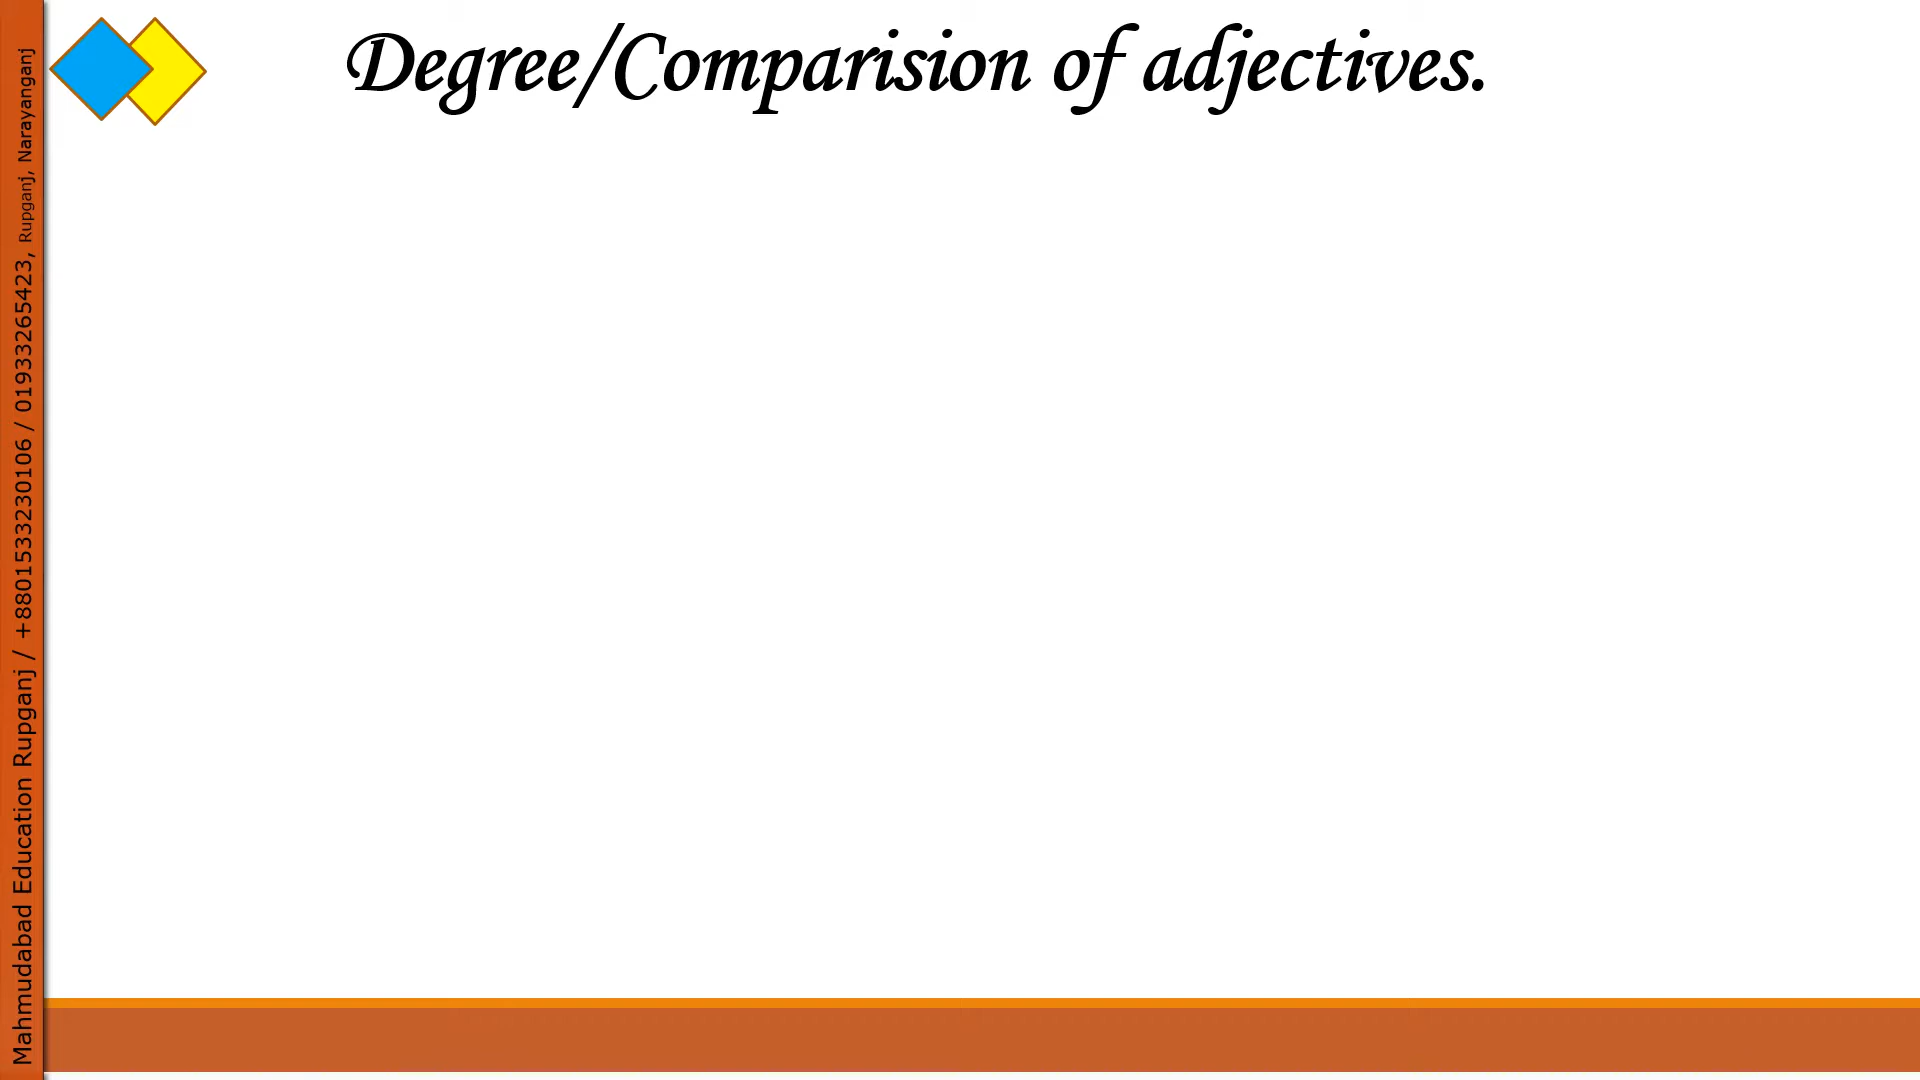 Degree/Comparision of adjectives.
Mahmudabad Education Rupganj / +8801533230106 / 01933265423, Rupganj, Narayanganj